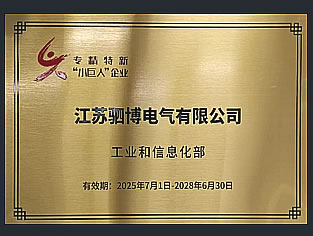 专精特新
“小巨人”企业
江苏驷博电气有限公司
工业和信息化部
有效期：2025年7月1日-2028年6月30日